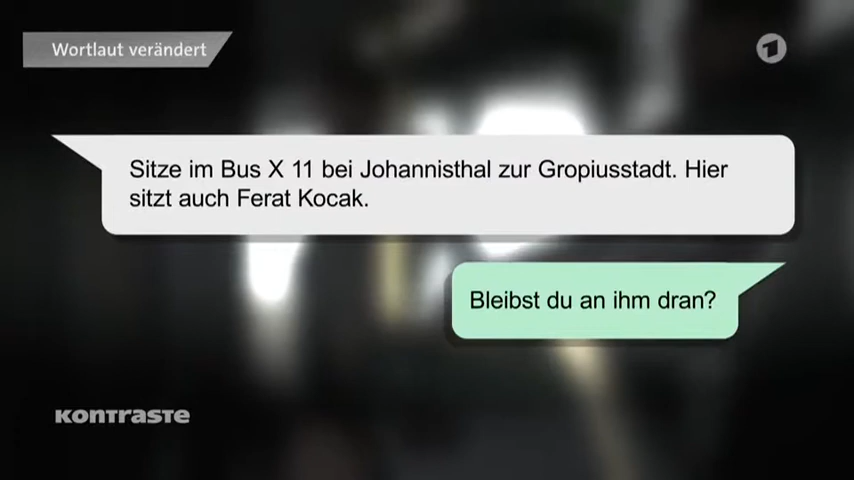 Wortlaut verändert
1
Sitze im Bus X 11 bei Johannisthal zur Gropiusstadt. Hier
sitzt auch Ferat Kocak.
Bleibst du an ihm dran?
KONTRASTE